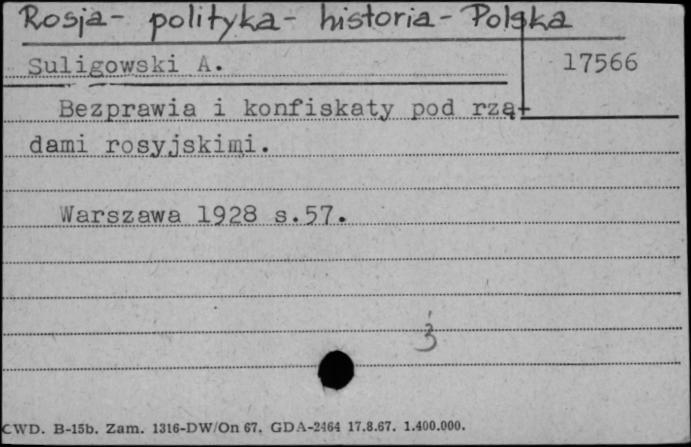 Rosja - polityka - historia - Polska
Suligowski A.
17566
Bezprawia i konfiskaty pod rzą-
dami rosyjskimi.
Warszawa 1928 s.57.
3
CWD. B-15b. Zam. 1316-DW/On 67. GDA-2464 17.8.67. 1.400.000.